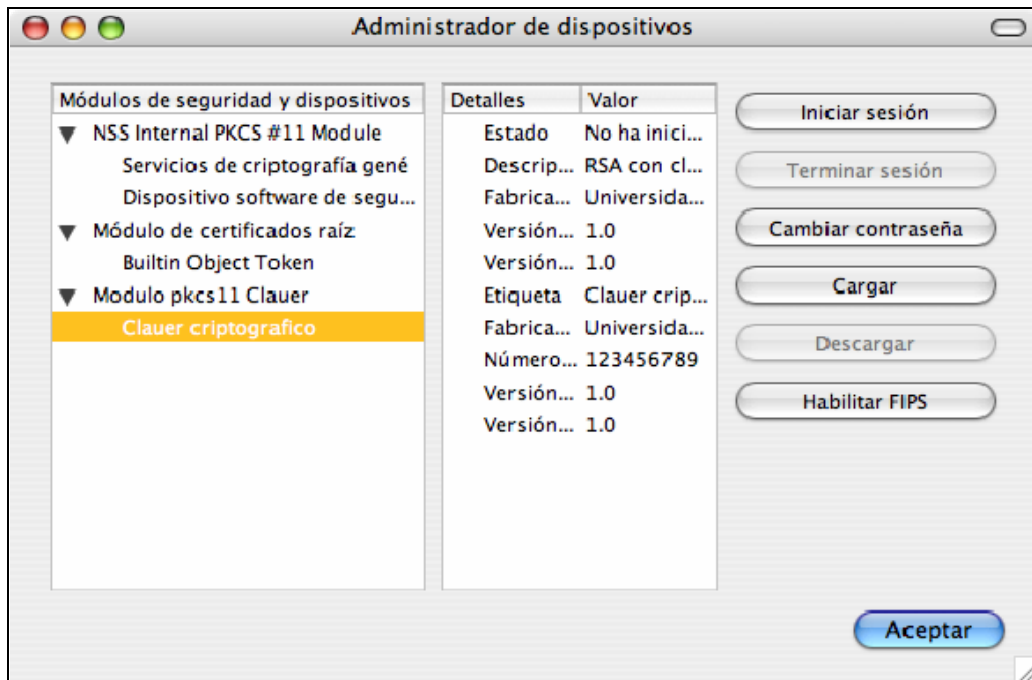 Administrador de dispositivos
Módulos de seguridad y dispositivos
NSS Internal PKCS #11 Module
Servicios de criptografía gené
Dispositivo software de segu...
Módulo de certificados raíz
Builtin Object Token
Modulo pkcs11 Clauer
Clauer criptografico
Detalles Valor
Estado No ha inici...
Descrip... RSA con cl...
Fabrica... Universida...
Versión... 1.0
Versión... 1.0
Etiqueta Clauer crip...
Fabrica... Universida...
Número... 123456789
Versión... 1.0
Versión... 1.0
Iniciar sesión
Terminar sesión
Cambiar contraseña
Cargar
Descargar
Habilitar FIPS
Aceptar